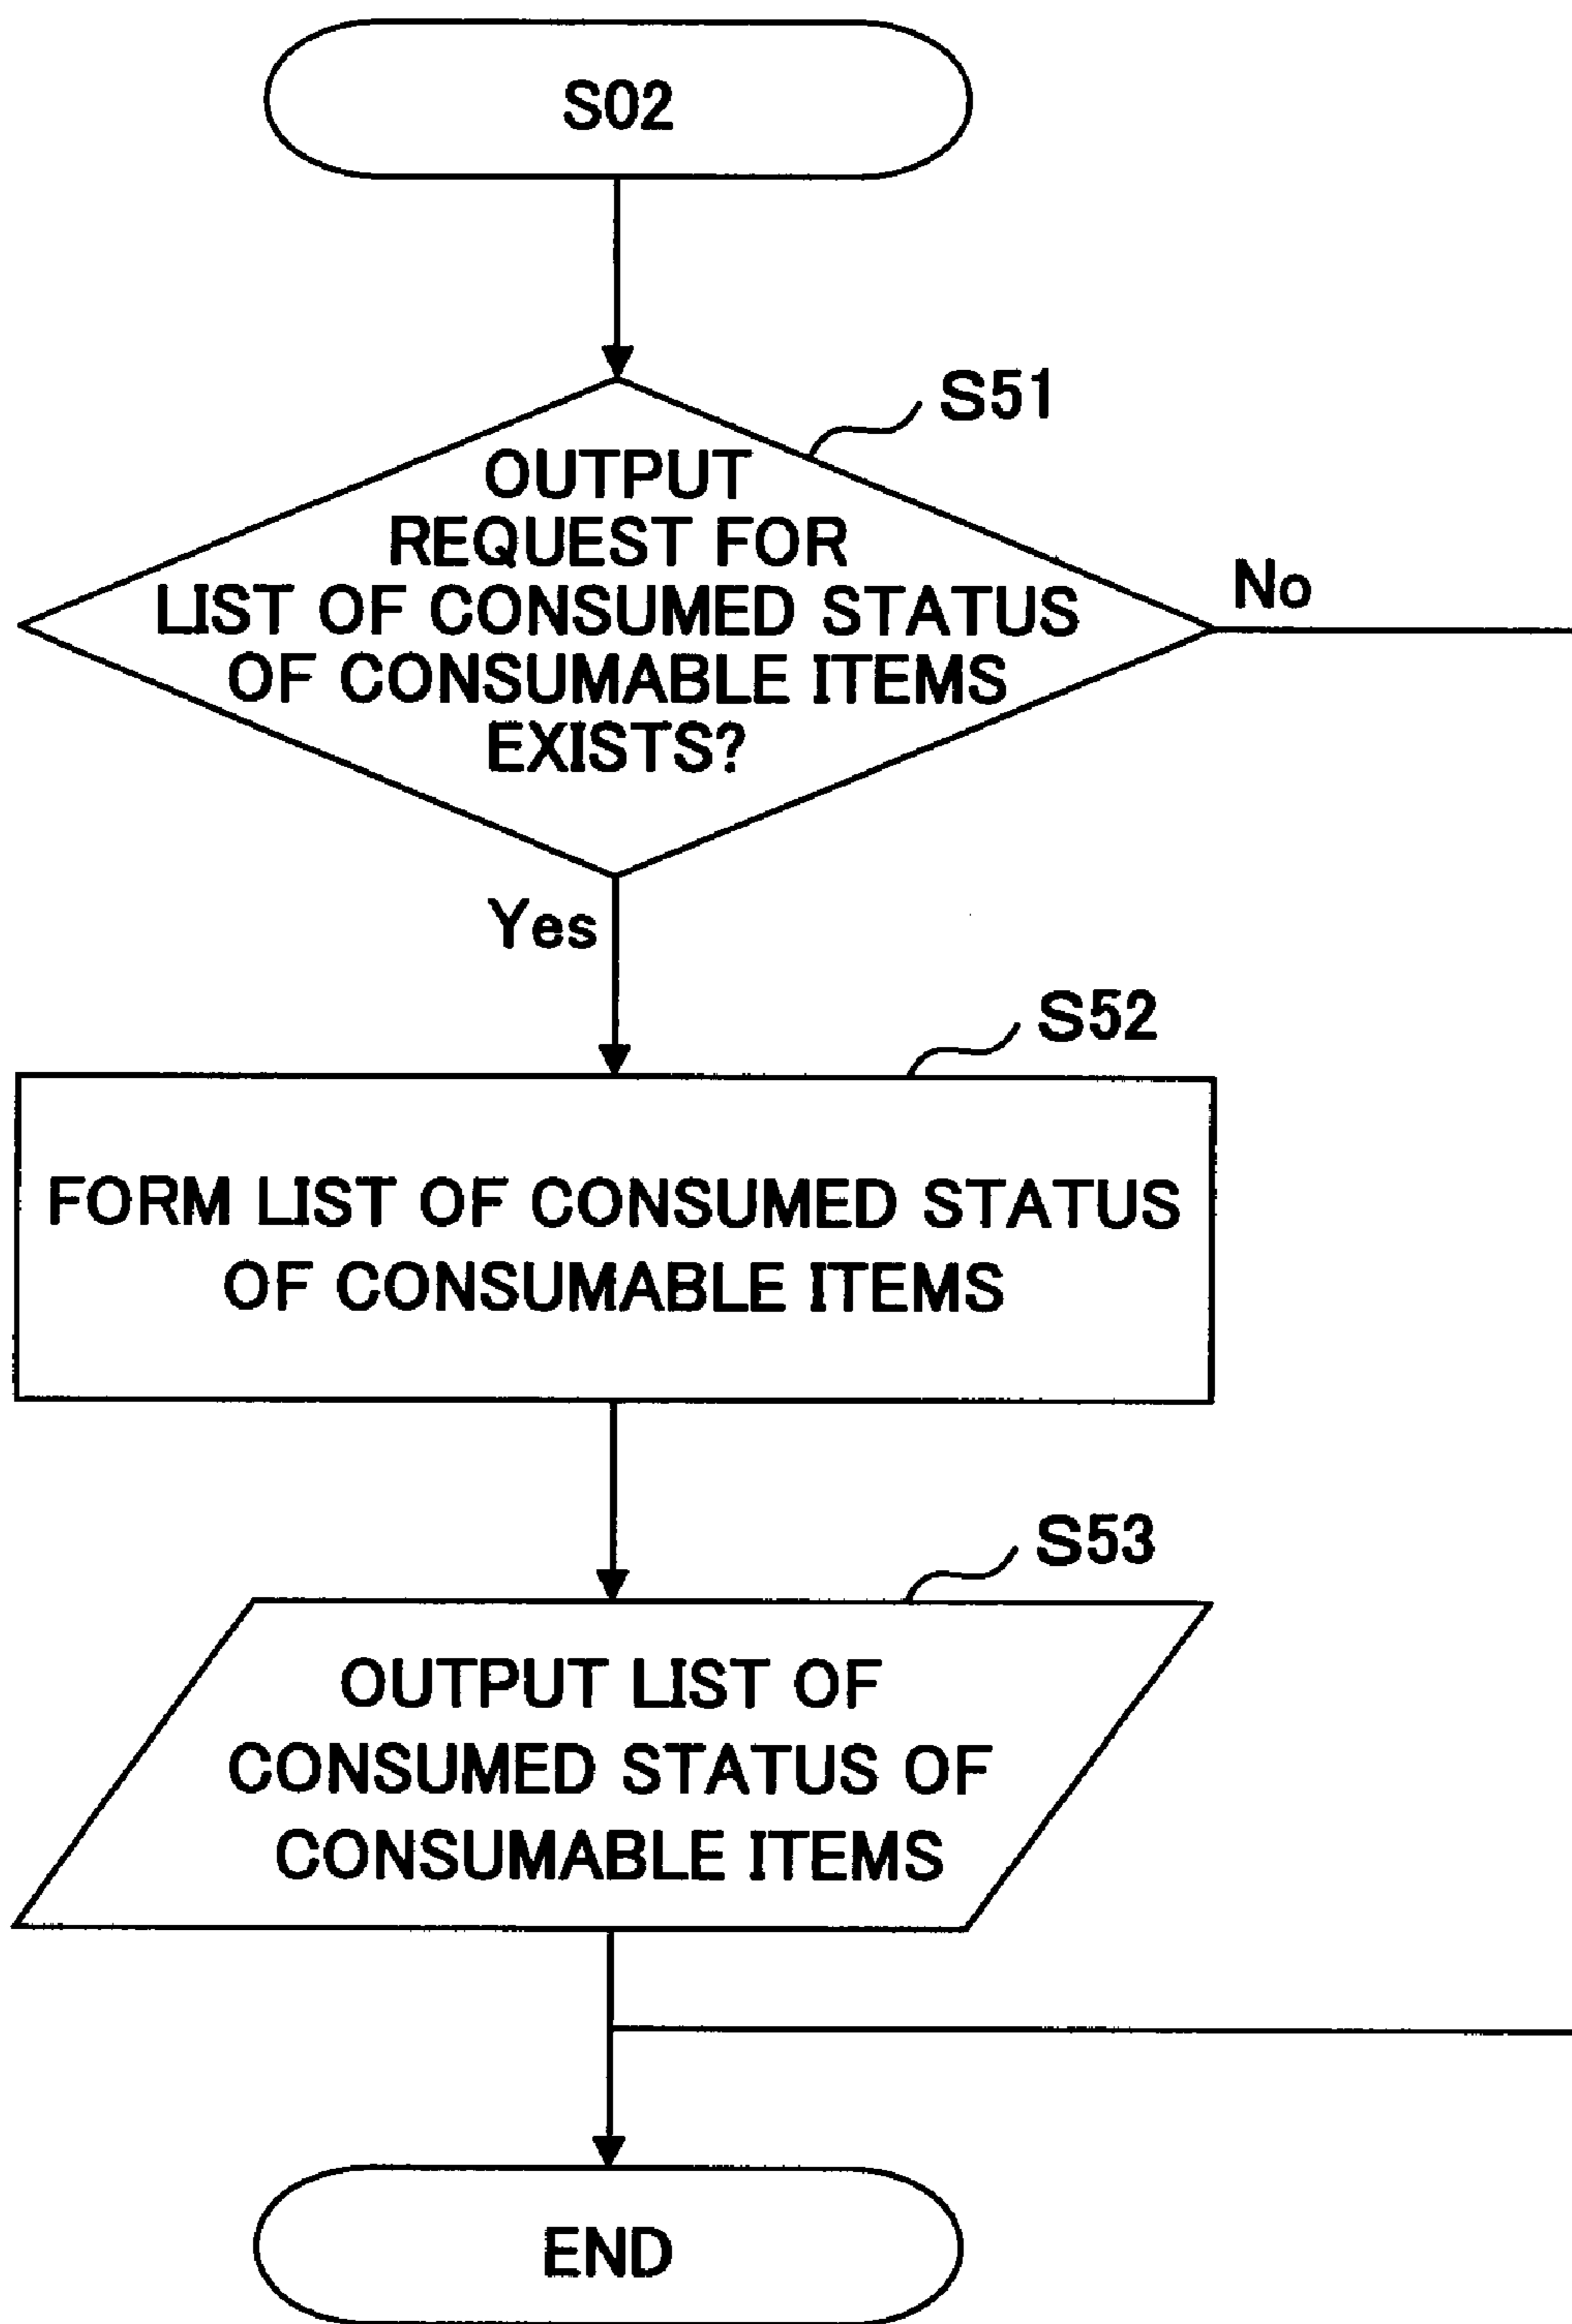 S02
S51
OUTPUT
REQUEST FOR
LIST OF CONSUMED STATUS
OF CONSUMABLE ITEMS
EXISTS?
No
Yes
S52
FORM LIST OF CONSUMED STATUS
OF CONSUMABLE ITEMS
S53
OUTPUT LIST OF
CONSUMED STATUS OF
CONSUMABLE ITEMS
END